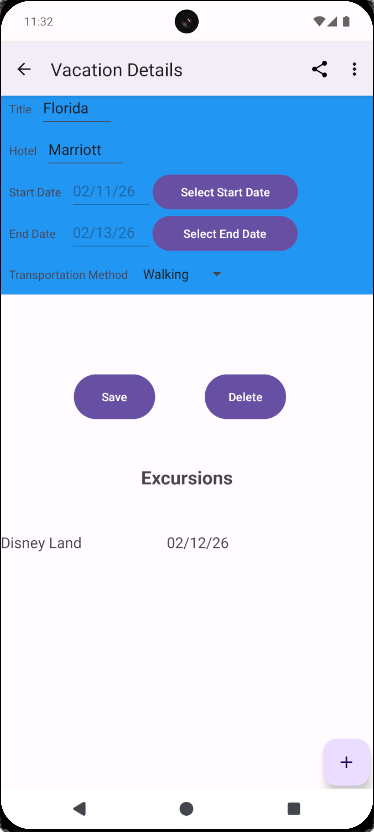 11:32
Vacation Details
Title Florida
Hotel Marriott
Start Date 02/11/26 Select Start Date
End Date 02/13/26 Select End Date
Transportation Method Walking
Save Delete
Excursions
Disney Land 02/12/26
+